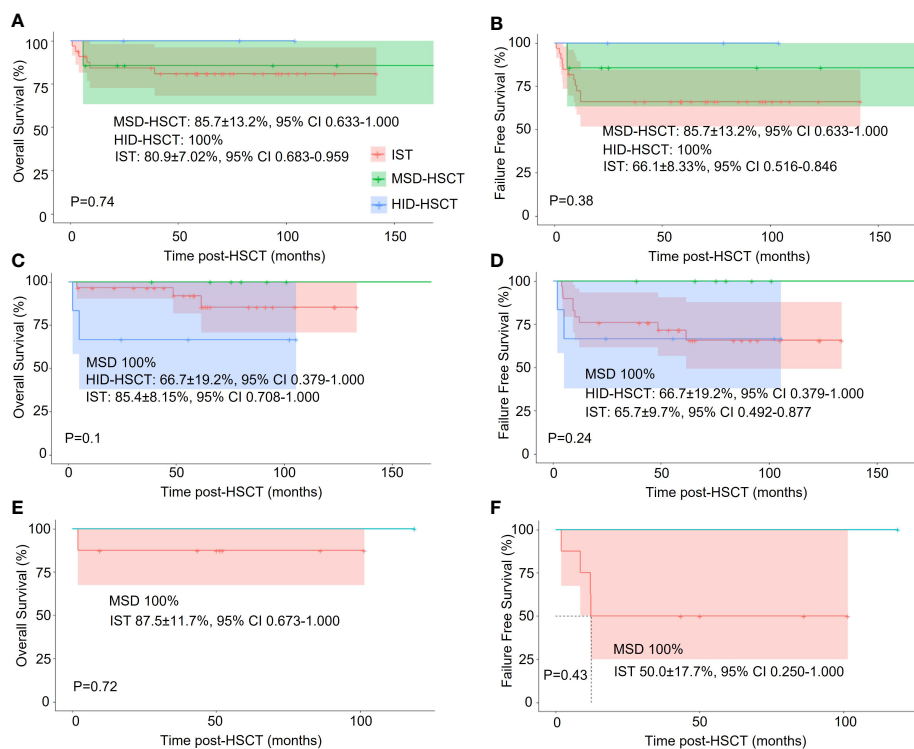 A
Overall Survival (%)
100
75
50
25
0
MSD-HSCT: 85.7±13.2%, 95% CI 0.633-1.000
HID-HSCT: 100%
IST: 80.9±7.02%, 95% CI 0.683-0.959
IST
MSD-HSCT
HID-HSCT
P=0.74
0 50 100 150
Time post-HSCT (months)
B
Failure Free Survival (%)
100
75
50
25
0
MSD-HSCT: 85.7±13.2%, 95% CI 0.633-1.000
HID-HSCT: 100%
IST: 66.1±8.33%, 95% CI 0.516-0.846
P=0.38
0 50 100 150
Time post-HSCT (months)
C
Overall Survival (%)
100
75
50
25
0
MSD 100%
HID-HSCT: 66.7±19.2%, 95% CI 0.379-1.000
IST: 85.4±8.15%, 95% CI 0.708-1.000
P=0.1
0 50 100 150
Time post-HSCT (months)
D
Failure Free Survival (%)
100
75
50
25
0
MSD 100%
HID-HSCT: 66.7±19.2%, 95% CI 0.379-1.000
IST: 65.7±9.7%, 95% CI 0.492-0.877
P=0.24
0 50 100 150
Time post-HSCT (months)
E
Overall Survival (%)
100
75
50
25
0
MSD 100%
IST 87.5±11.7%, 95% CI 0.673-1.000
P=0.72
0 50 100
Time post-HSCT (months)
F
Failure Free Survival (%)
100
75
50
25
0
MSD 100%
IST 50.0±17.7%, 95% CI 0.250-1.000
P=0.43
0 50 100
Time post-HSCT (months)